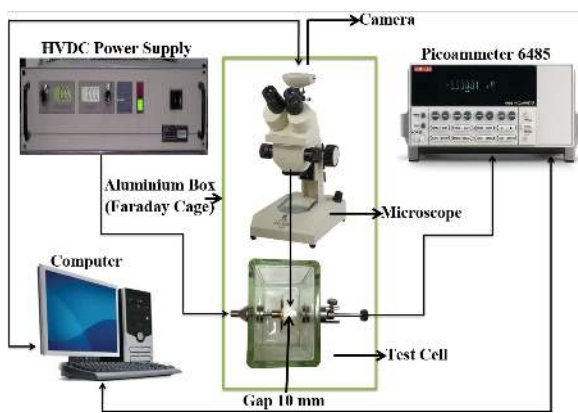 Camera
HVDC Power Supply
Picoammeter 6485
Aluminium Box
(Faraday Cage)
Microscope
Computer
Test Cell
Gap 10 mm